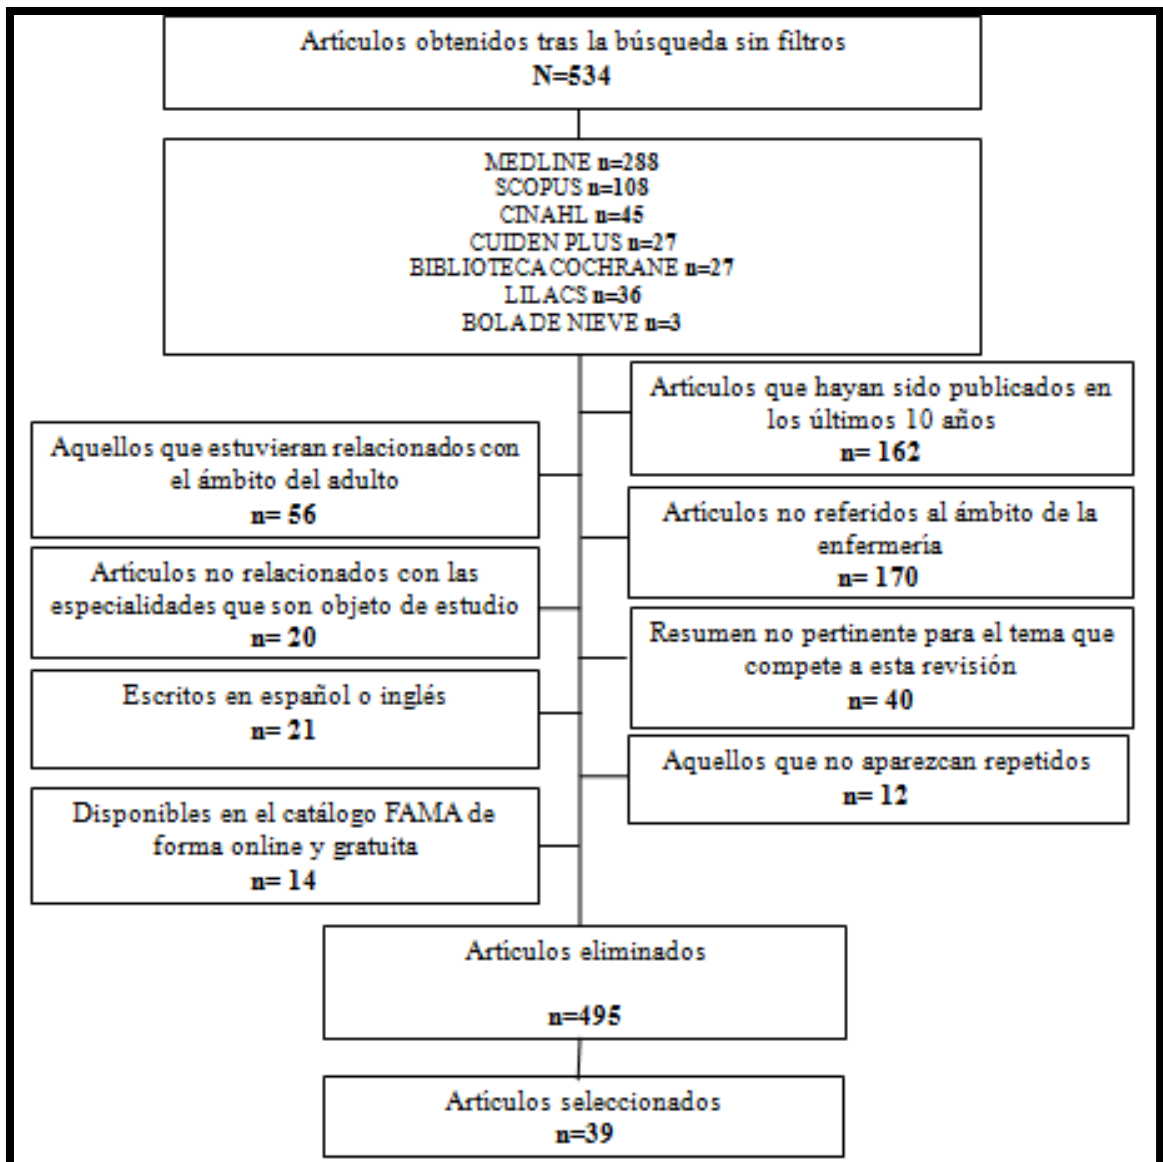 Artículos obtenidos tras la búsqueda sin filtros
N=534
MEDLINE n=288
SCOPUS n=108
CINAHL n=45
CUIDEN PLUS n=27
BIBLIOTECA COCHRANE n=27
LILACS n=36
BOLA DE NIEVE n=3
Artículos que hayan sido publicados en
los últimos 10 años
n= 162
Aquellos que estuvieran relacionados con
el ámbito del adulto
n= 56
Artículos no referidos al ámbito de la
enfermería
n= 170
Artículos no relacionados con las
especialidades que son objeto de estudio
n= 20
Resumen no pertinente para el tema que
compete a esta revisión
n= 40
Escritos en español o inglés
n= 21
Aquellos que no aparezcan repetidos
n= 12
Disponibles en el catálogo FAMA de
forma online y gratuita
n= 14
Artículos eliminados
n=495
Artículos seleccionados
n=39